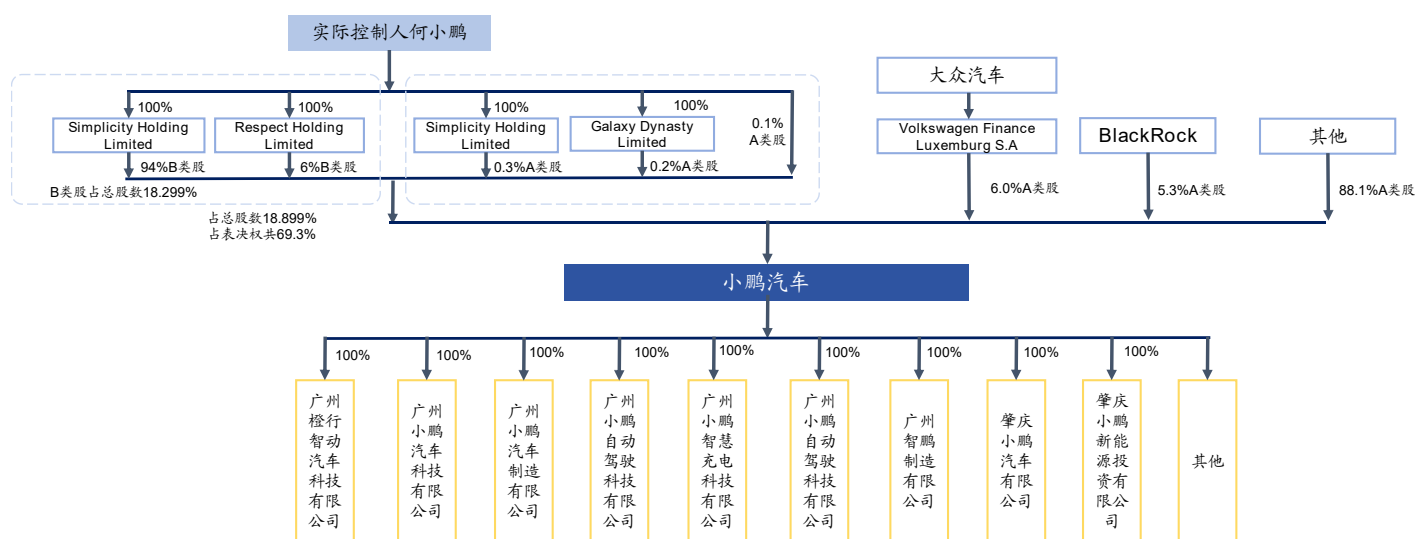 实际控制人何小鹏
大众汽车
100%
100%
100%
100%
0.1%
A类股
Simplicity Holding
Limited
Respect Holding
Limited
Simplicity Holding
Limited
Galaxy Dynasty
Limited
Volkswagen Finance
Luxemburg S.A
BlackRock
其他
94%B类股
6%B类股
0.3%A类股
0.2%A类股
B类股占总股数18.299%
6.0%A类股
5.3%A类股
88.1%A类股
占总股数18.899%
占表决权共69.3%
小鹏汽车
100%
100%
100%
100%
100%
100%
100%
100%
100%
广州
橙行
智动
汽车
科技
有限
公司
广州
小鹏
汽车
科技
有限
公司
广州
小鹏
汽车
制造
有限
公司
广州
小鹏
自动
驾驶
科技
有限
公司
广州
小鹏
智慧
充电
科技
有限
公司
广州
小鹏
自动
驾驶
科技
有限
公司
广州
智鹏
制造
有限
公司
肇庆
小鹏
汽车
有限
公司
肇庆
小鹏
新能
源投
资有
限公
司
其他